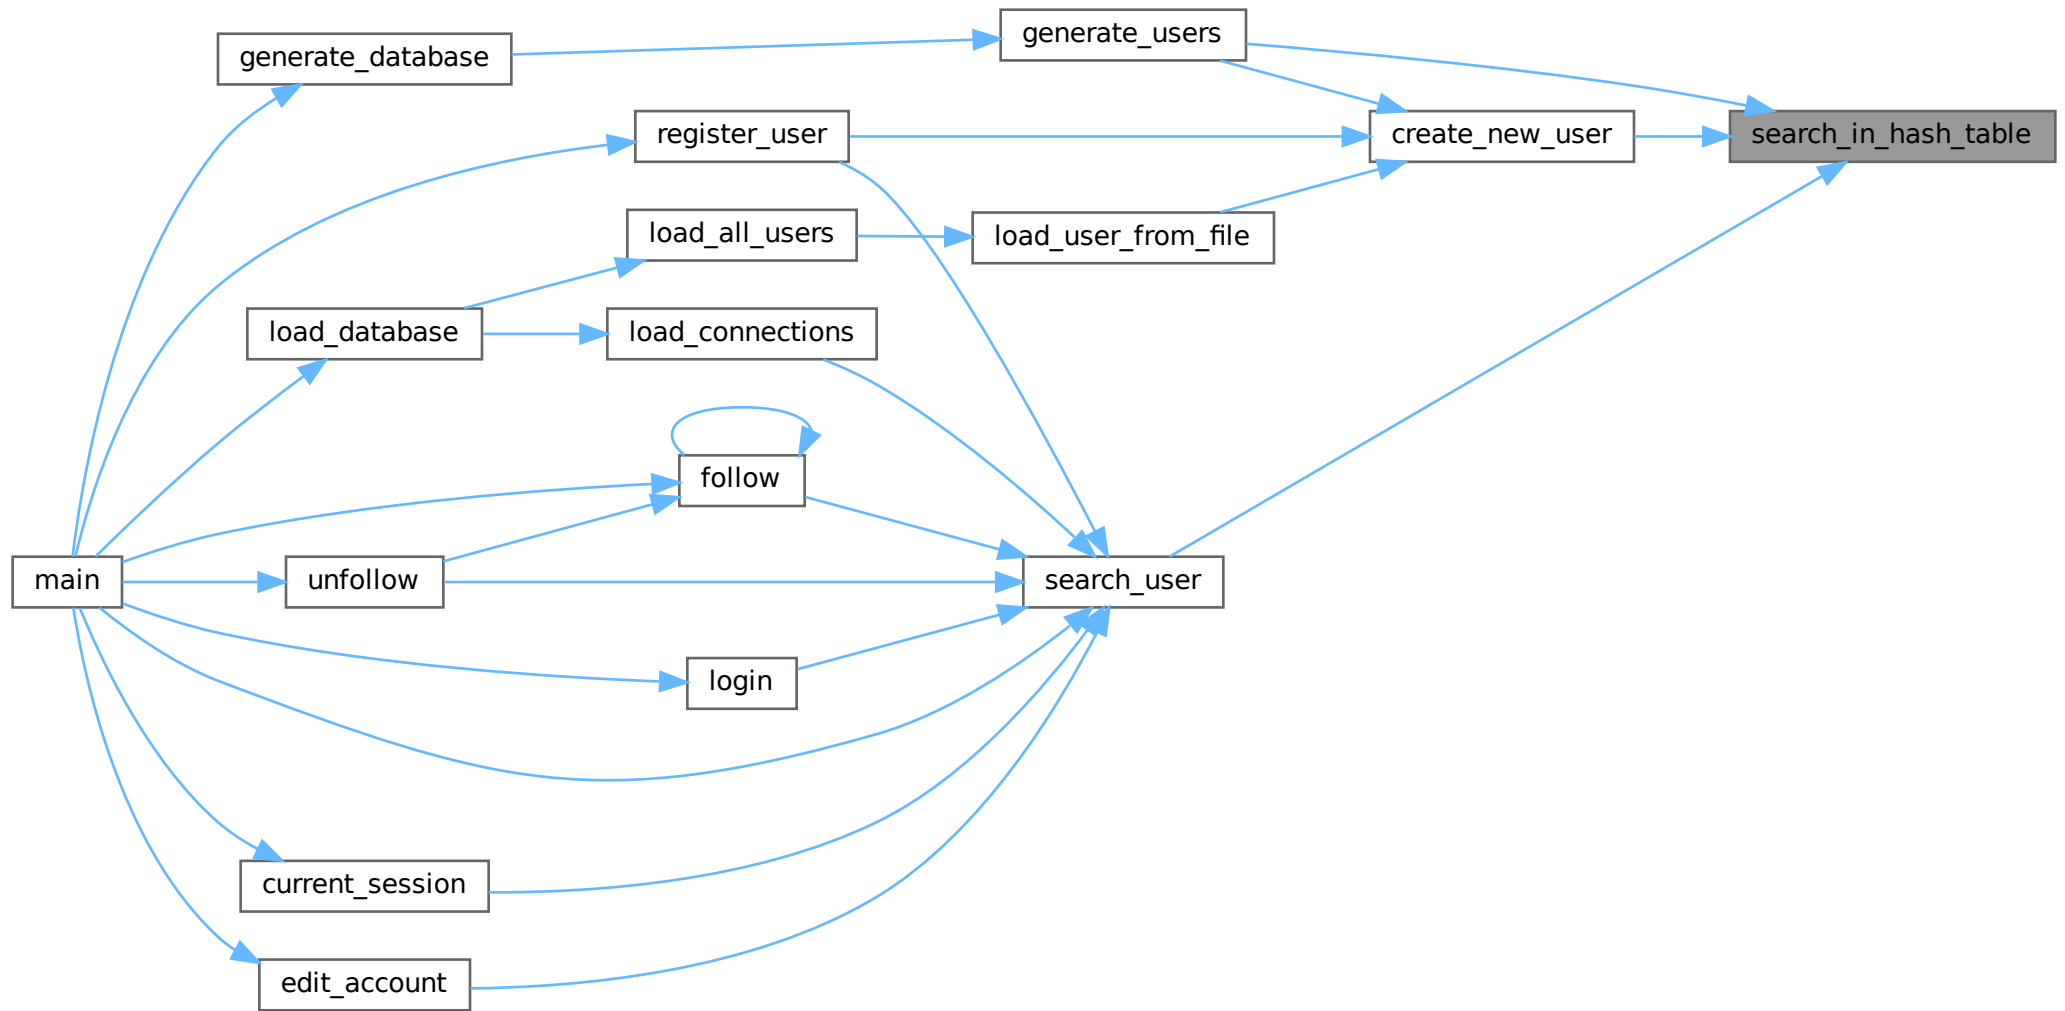 generate_users
generate_database
register_user
create_new_user
search_in_hash_table
load_all_users
load_user_from_file
load_database
load_connections
follow
main
unfollow
search_user
login
current_session
edit_account